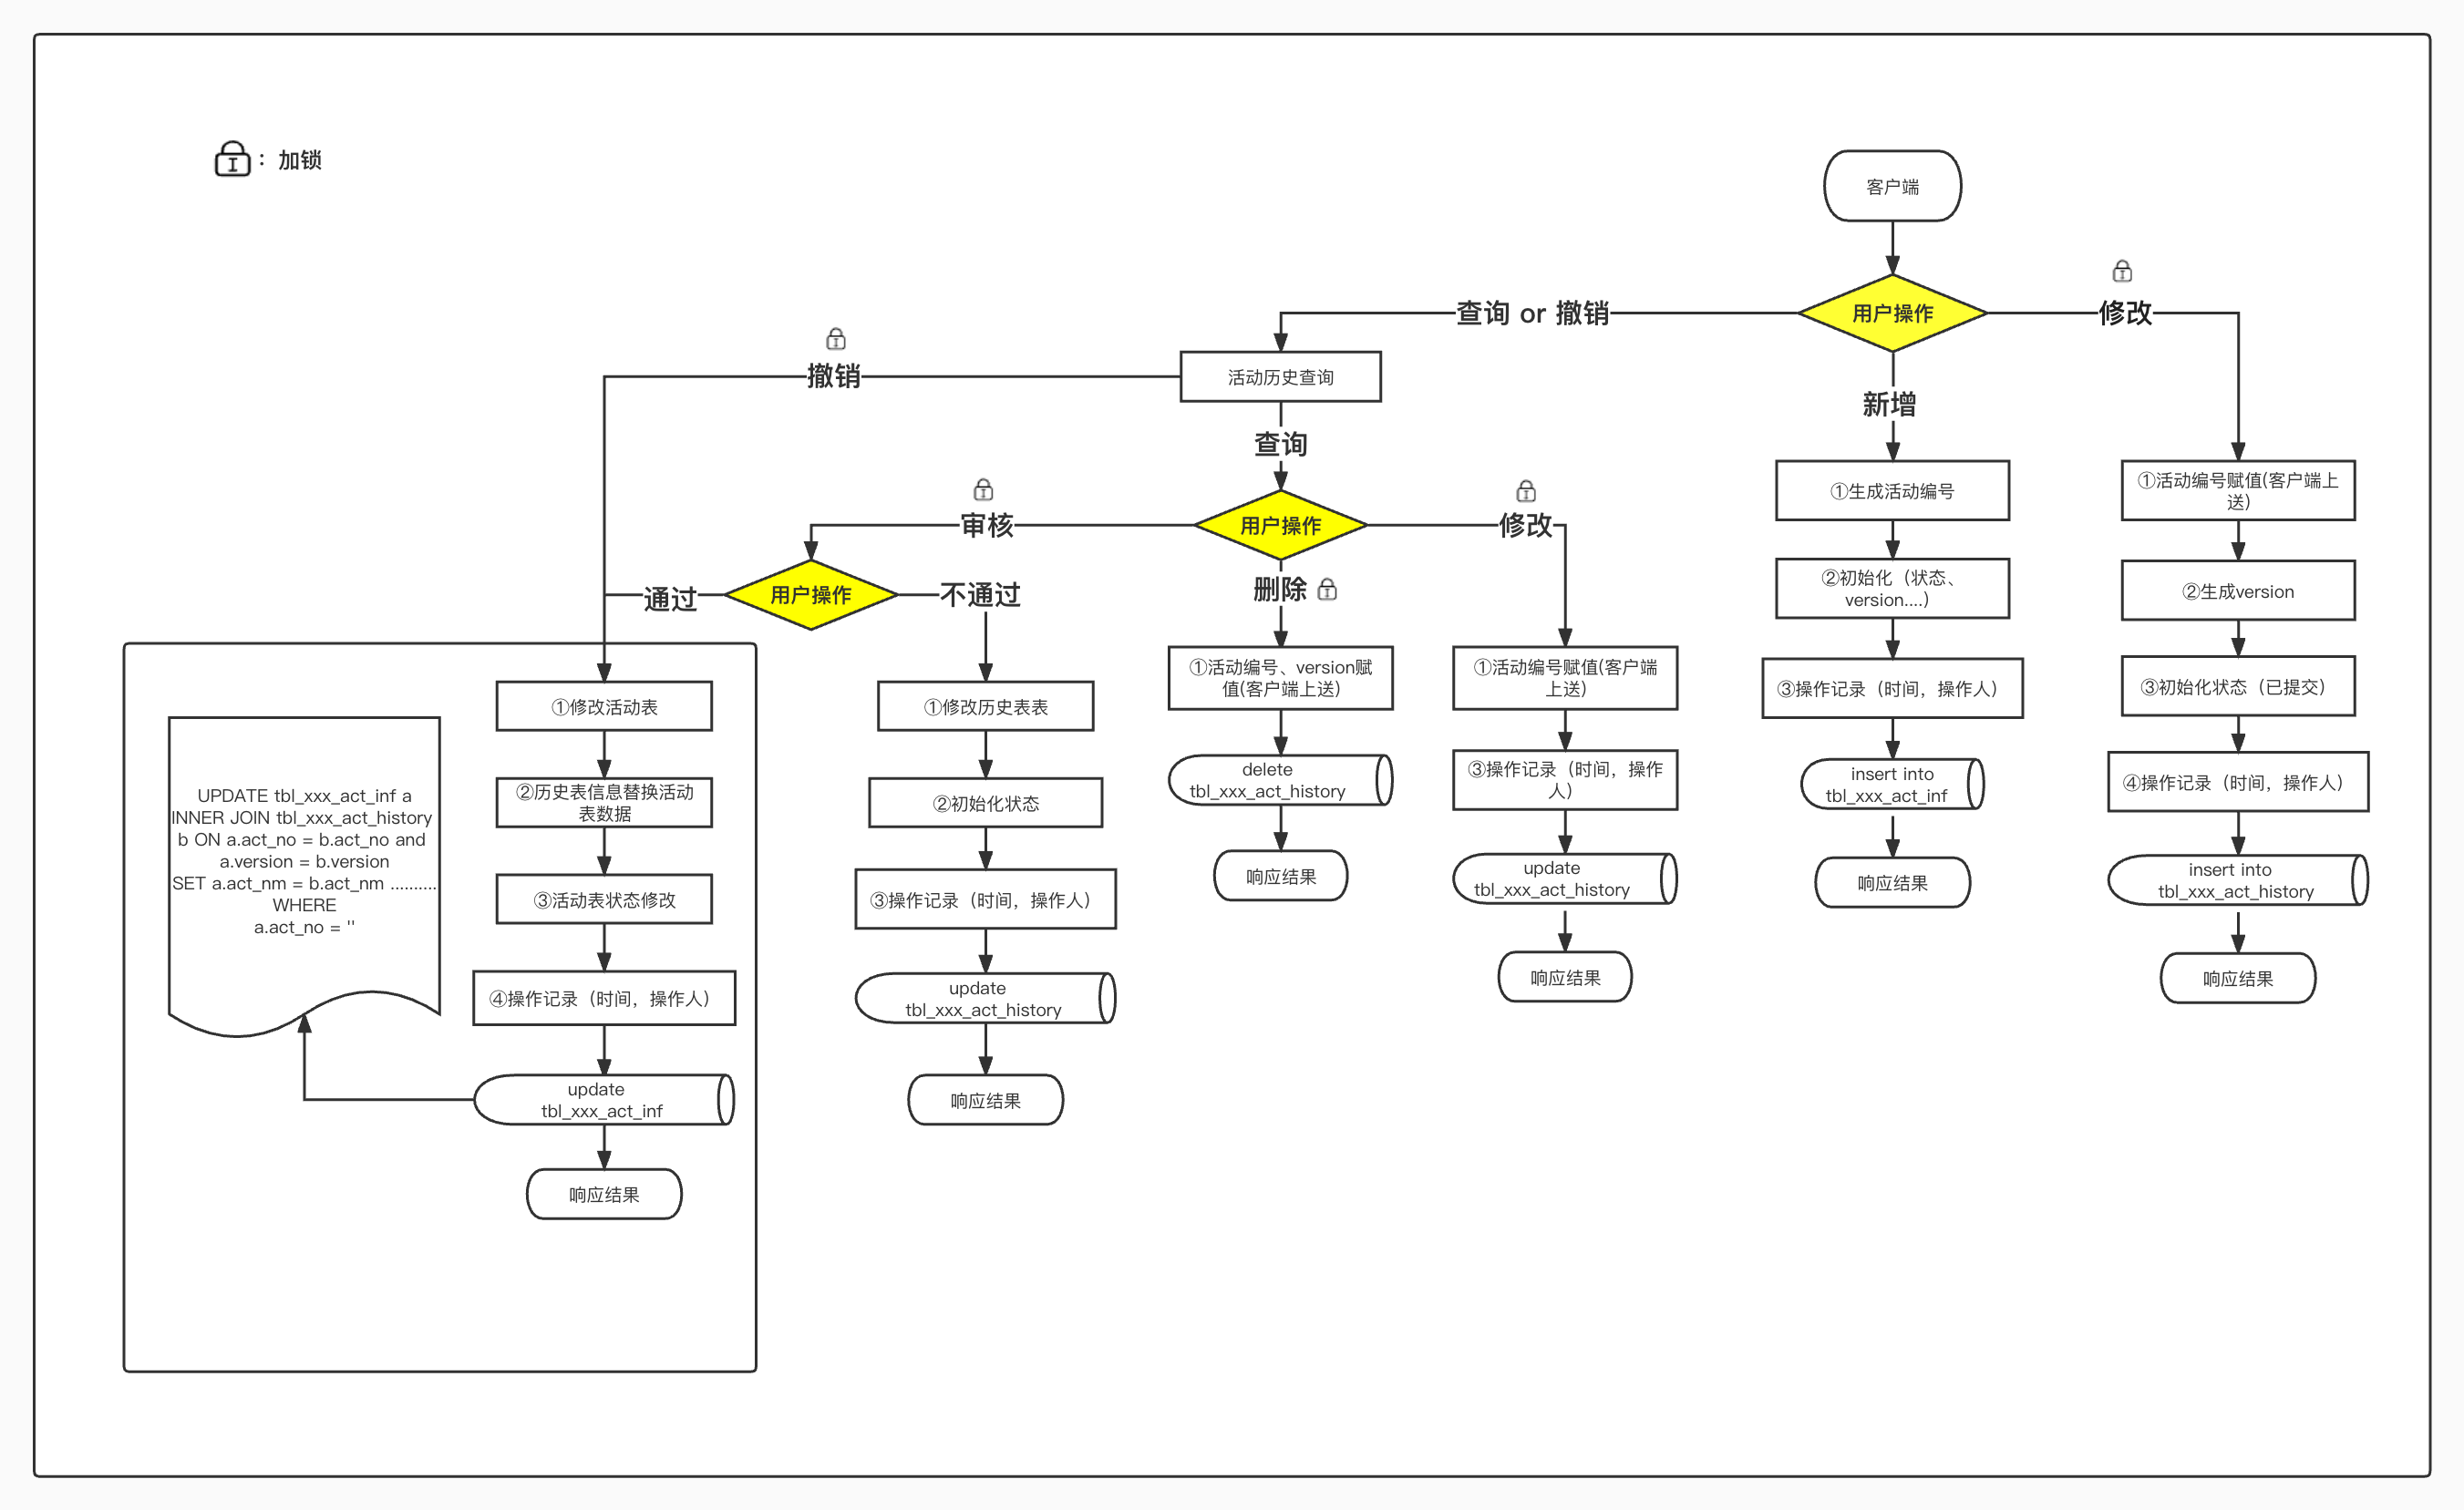 ：加锁
客户端
用户操作
查询 or 撤销
修改
新增
撤销
活动历史查询
查询
用户操作
审核
修改
删除
用户操作
通过
不通过
UPDATE tbl_xxx_act_inf a
INNER JOIN tbl_xxx_act_history
b ON a.act_no = b.act_no and
a.version = b.version
SET a.act_nm = b.act_nm ..........
WHERE
a.act_no = ''
①修改活动表
②历史表信息替换活动
表数据
③活动表状态修改
④操作记录（时间，操作人）
update
tbl_xxx_act_inf
响应结果
①修改历史表表
②初始化状态
③操作记录（时间，操作人）
update
tbl_xxx_act_history
响应结果
①活动编号、version赋
值(客户端上送)
delete
tbl_xxx_act_history
响应结果
①活动编号赋值(客户端
上送)
③操作记录（时间，操作
人）
update
tbl_xxx_act_history
响应结果
①生成活动编号
②初始化（状态、
version....）
③操作记录（时间，操作人）
insert into
tbl_xxx_act_inf
响应结果
①活动编号赋值(客户端上
送)
②生成version
③初始化状态（已提交）
④操作记录（时间，操作人）
insert into
tbl_xxx_act_history
响应结果